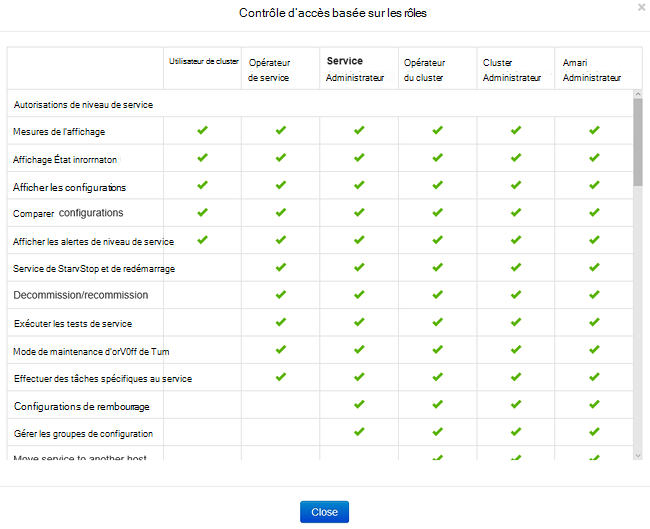 Contrôle d'accès basée sur les rôles
×
Utilisateur de cluster
Opérateur
de service
Service
Administrateur
Opérateur
du cluster
Cluster
Administrateur
Amari
Administrateur
Autorisations de niveau de service
Mesures de l'affichage
Affichage État inrorrnaton
Afficher les configurations
Comparer configurations
Afficher les alertes de niveau de service
Service de StarvStop et de redémarrage
Decommission/recommission
Exécuter les tests de service
Mode de maintenance d'orV0ff de Tum
Effectuer des tâches spécifiques au service
Configurations de rembourage
Gérer les groupes de configuration
Move service to another host
Close